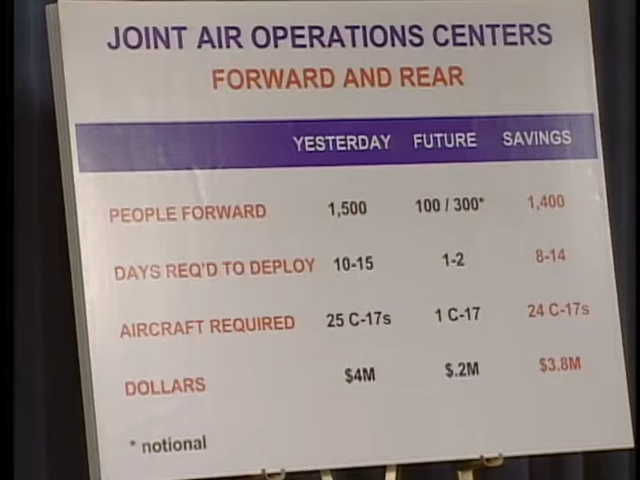 JOINT AIR OPERATIONS CENTERS
FORWARD AND REAR
YESTERDAY FUTURE SAVINGS
PEOPLE FORWARD 1,500 100 / 300* 1,400
DAYS REQ'D TO DEPLOY 10-15 1-2 8-14
AIRCRAFT REQUIRED 25 C-17s 1 C-17 24 C-17s
DOLLARS $4M $.2M $3.8M
* notional